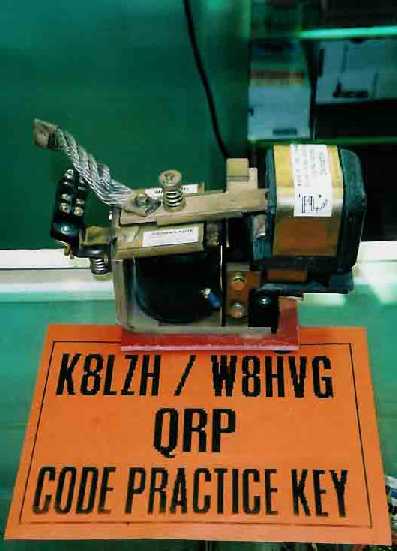 K8LZH / W8HVG
QRP
CODE PRACTICE KEY